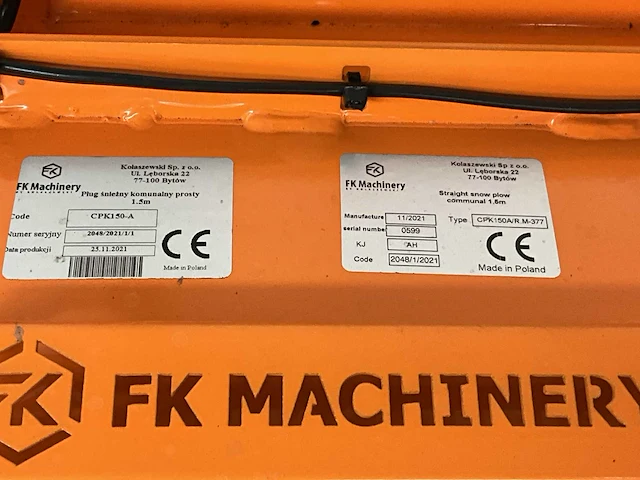 FK Machinery
Kołaszewski Sp. z o.o.
Ul. Lęborska 22
77-100 Bytów
Pług śnieżny komunalny prosty
1.5m
Code CPK150-A
Numer seryjny 2048/2021/1/1
Data produkcji 25.11.2021
CE
Made in Poland
FK Machinery
Kołaszewski Sp. z o.o.
Ul. Lęborska 22
77-100 Bytów
Straight snow plow
communal 1,5m
Manufacture 11/2021 Type CPK150A/R.M-377
serial number 0599
KJ AH
Code 2048/1/2021
CE
Made in Poland
FK FK MACHINERY